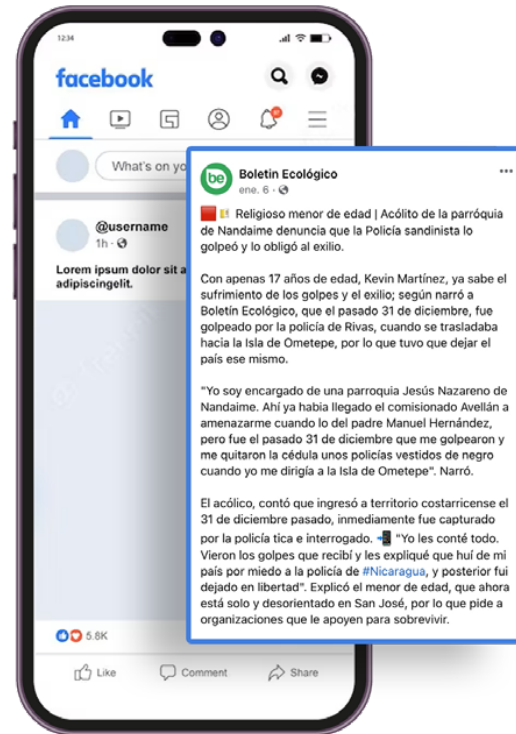 12:34
facebook
What's on yo
@username
1h ·
Lorem ipsum dolor sit a
adipiscingelit.
5.8K
Like
Comment
Share
be
Boletin Ecológico
ene. 6 ·
Religioso menor de edad | Acólito de la parróquia
de Nandaime denuncia que la Policía sandinista lo
golpeó y lo obligó al exilio.
Con apenas 17 años de edad, Kevin Martínez, ya sabe el
sufrimiento de los golpes y el exilio; según narró a
Boletín Ecológico, que el pasado 31 de diciembre, fue
golpeado por la policía de Rivas, cuando se trasladaba
hacia la Isla de Ometepe, por lo que tuvo que dejar el
país ese mismo.
"Yo soy encargado de una parroquia Jesús Nazareno de
Nandaime. Ahí ya habia llegado el comisionado Avellán a
amenazarme cuando lo del padre Manuel Hernández,
pero fue el pasado 31 de diciembre que me golpearon y
me quitaron la cédula unos policías vestidos de negro
cuando yo me dirigía a la Isla de Ometepe". Narró.
El acólico, contó que ingresó a territorio costarricense el
31 de diciembre pasado, inmediatamente fue capturado
por la policía tica e interrogado. "Yo les conté todo.
Vieron los golpes que recibí y les expliqué que huí de mi
país por miedo a la policía de #Nicaragua, y posterior fui
dejado en libertad". Explicó el menor de edad, que ahora
está solo y desorientado en San José, por lo que pide a
organizaciones que le apoyen para sobrevivir.